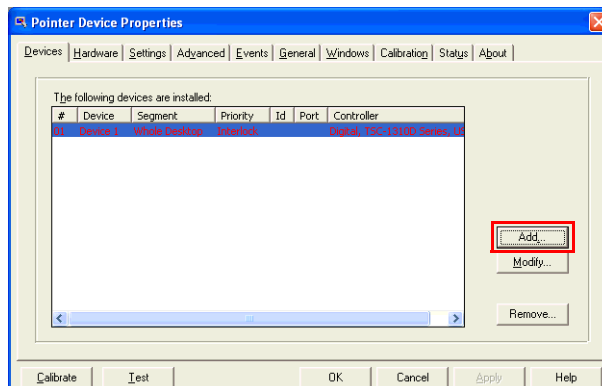 Pointer Device Properties
Devices Hardware Settings Advanced Events General Windows Calibration Status About
The following devices are installed:
# Device Segment Priority Id Port Controller
01 Device 1 Whole Desktop Interlock Digital, TSC-1310D Series, US
Add...
Modify...
Remove...
Calibrate Test OK Cancel Apply Help